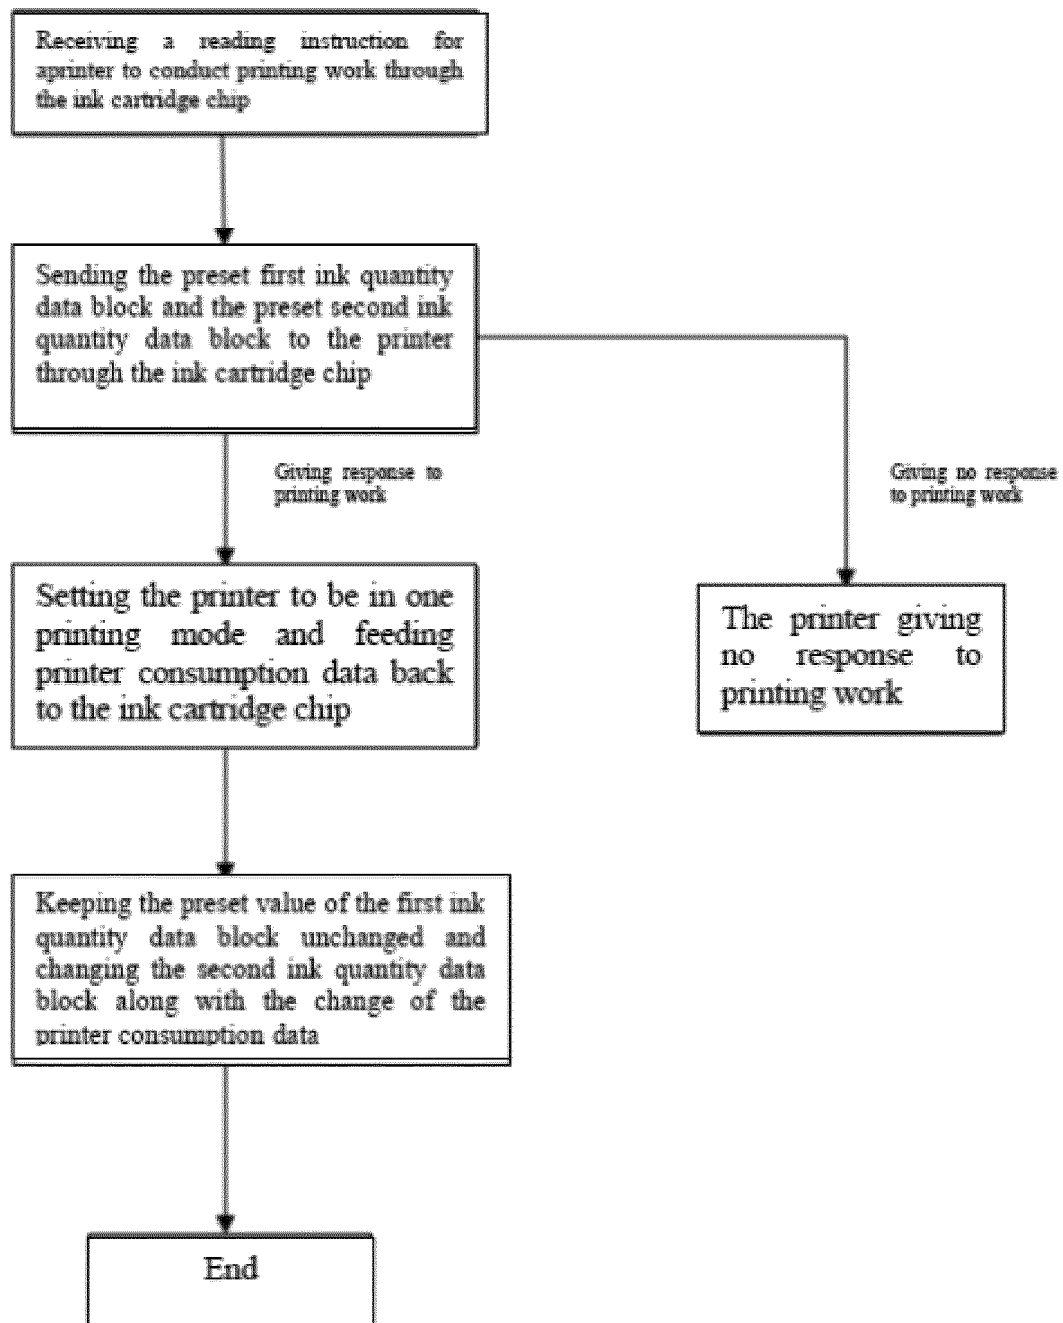 Receiving a reading instruction for
aprinter to conduct printing work through
the ink cartridge chip
Sending the preset first ink quantity
data block and the preset second ink
quantity data block to the printer
through the ink cartridge chip
Giving response to
printing work
Giving no response
to printing work
Setting the printer to be in one
printing mode and feeding
printer consumption data back
to the ink cartridge chip
The printer giving
no response to
printing work
Keeping the preset value of the first ink
quantity data block unchanged and
changing the second ink quantity data
block along with the change of the
printer consumption data
End